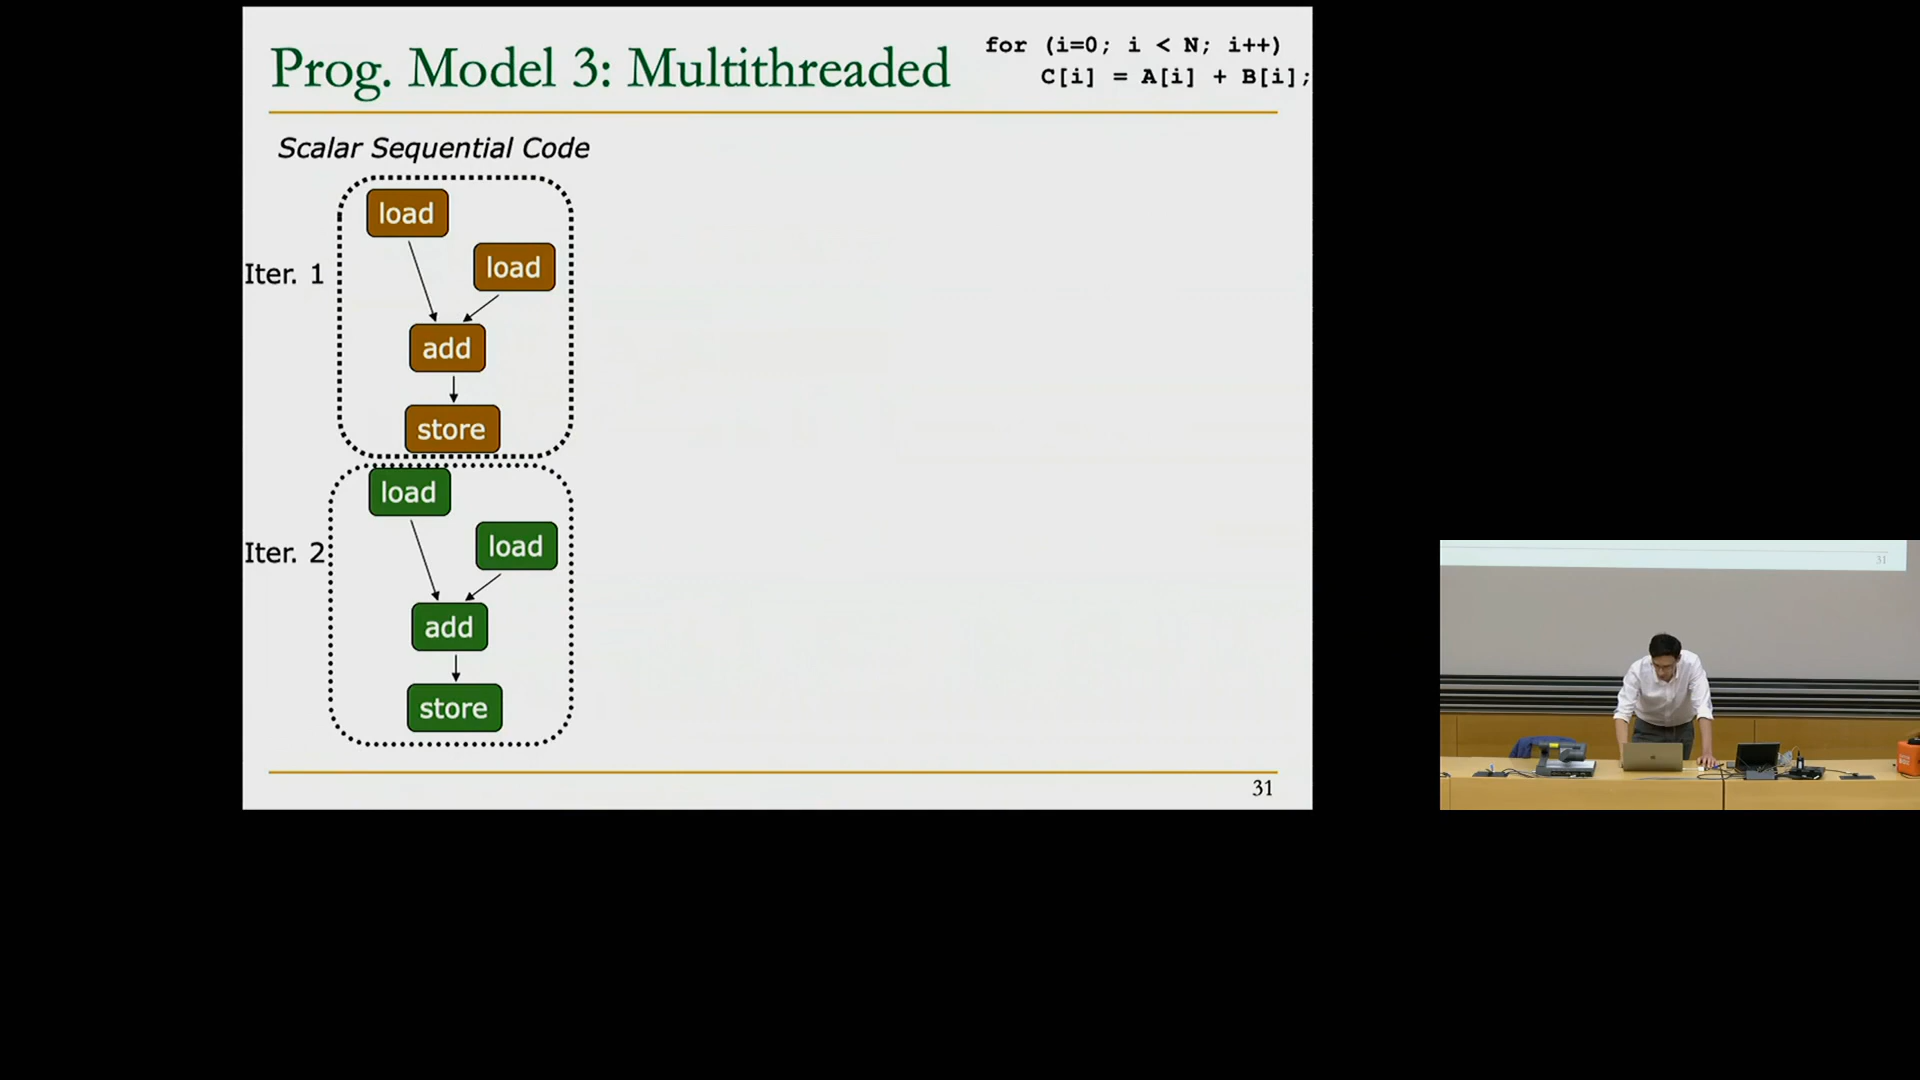 Prog. Model 3: Multithreaded
for (i=0; i < N; i++)
C[i] = A[i] + B[i];
Scalar Sequential Code
Iter. 1
load
load
add
store
Iter. 2
load
load
add
store
31
31